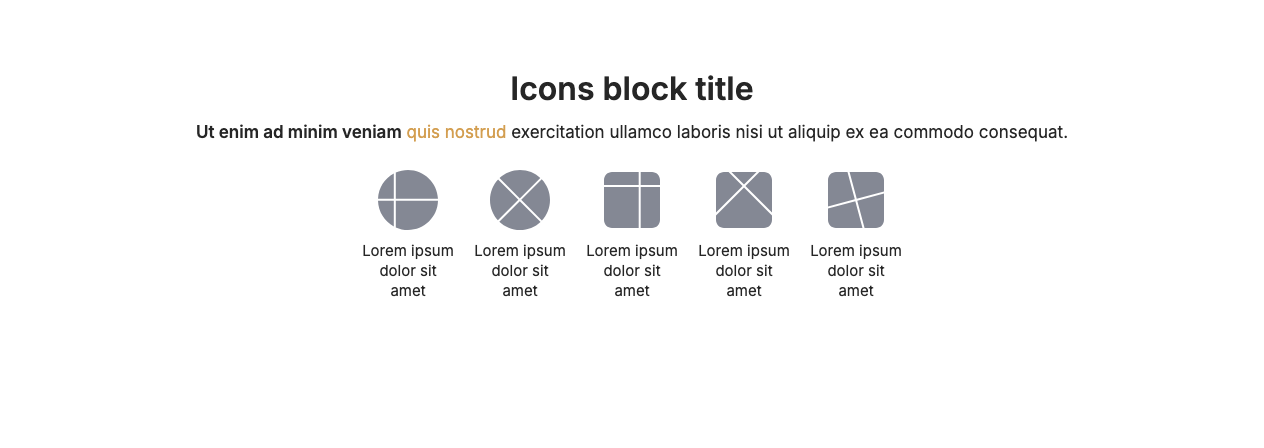 Icons block title
Ut enim ad minim veniam quis nostrud exercitation ullamco laboris nisi ut aliquip ex ea commodo consequat.
Lorem ipsum
dolor sit
amet
Lorem ipsum
dolor sit
amet
Lorem ipsum
dolor sit
amet
Lorem ipsum
dolor sit
amet
Lorem ipsum
dolor sit
amet